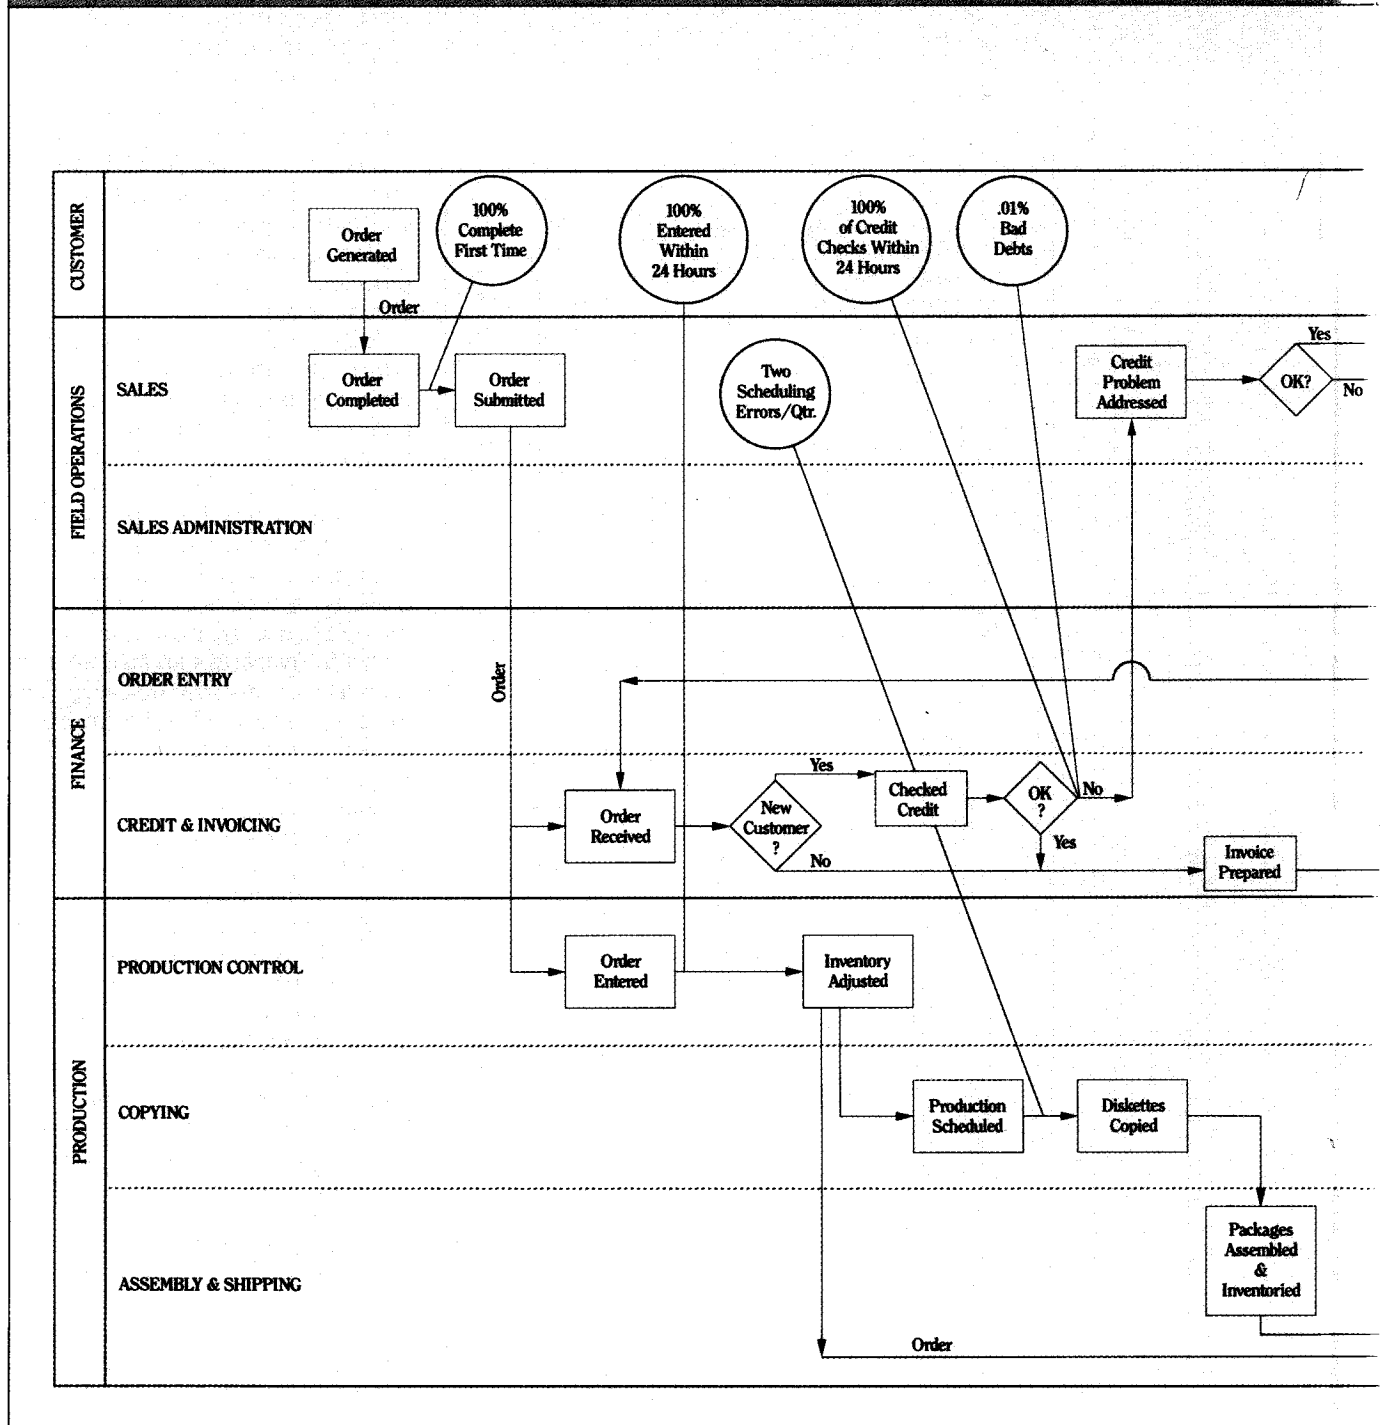 CUSTOMER
Order
Generated
100%
Complete
First Time
100%
Entered
Within
24 Hours
100%
of Credit
Checks Within
24 Hours
.01%
Bad
Debts
Order
FIELD OPERATIONS
SALES
Order
Completed
Order
Submitted
Two
Scheduling
Errors/Qtr.
Credit
Problem
Addressed
OK?
Yes
No
SALES ADMINISTRATION
FINANCE
ORDER ENTRY
Order
CREDIT & INVOICING
Order
Received
New
Customer
?
Yes
No
Checked
Credit
OK
?
No
Yes
Invoice
Prepared
PRODUCTION
PRODUCTION CONTROL
Order
Entered
Inventory
Adjusted
COPYING
Production
Scheduled
Diskettes
Copied
ASSEMBLY & SHIPPING
Packages
Assembled
&
Inventoried
Order